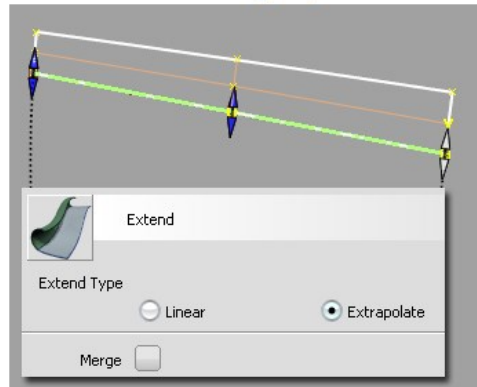 Extend
Extend Type
Linear
Extrapolate
Merge